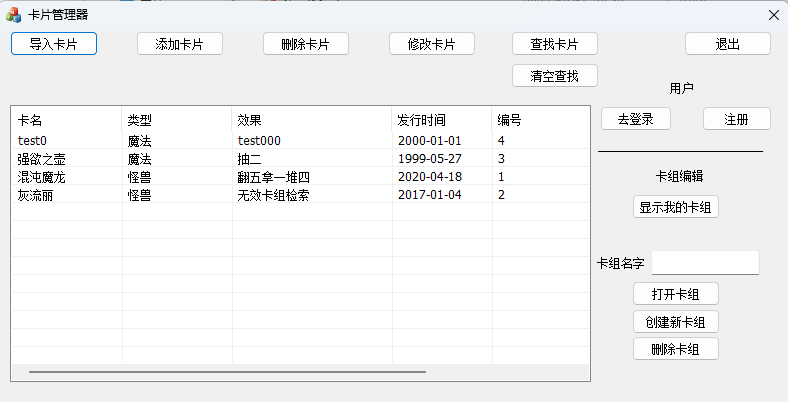 卡片管理器
导入卡片 添加卡片 删除卡片 修改卡片 查找卡片 退出
清空查找
用户
去登录 注册
卡名 类型 效果 发行时间 编号
test0 魔法 test000 2000-01-01 4
强欲之壶 魔法 抽二 1999-05-27 3
混沌魔龙 怪兽 翻五拿一堆四 2020-04-18 1
灰流丽 怪兽 无效卡组检索 2017-01-04 2
卡组编辑
显示我的卡组
卡组名字
打开卡组
创建新卡组
删除卡组